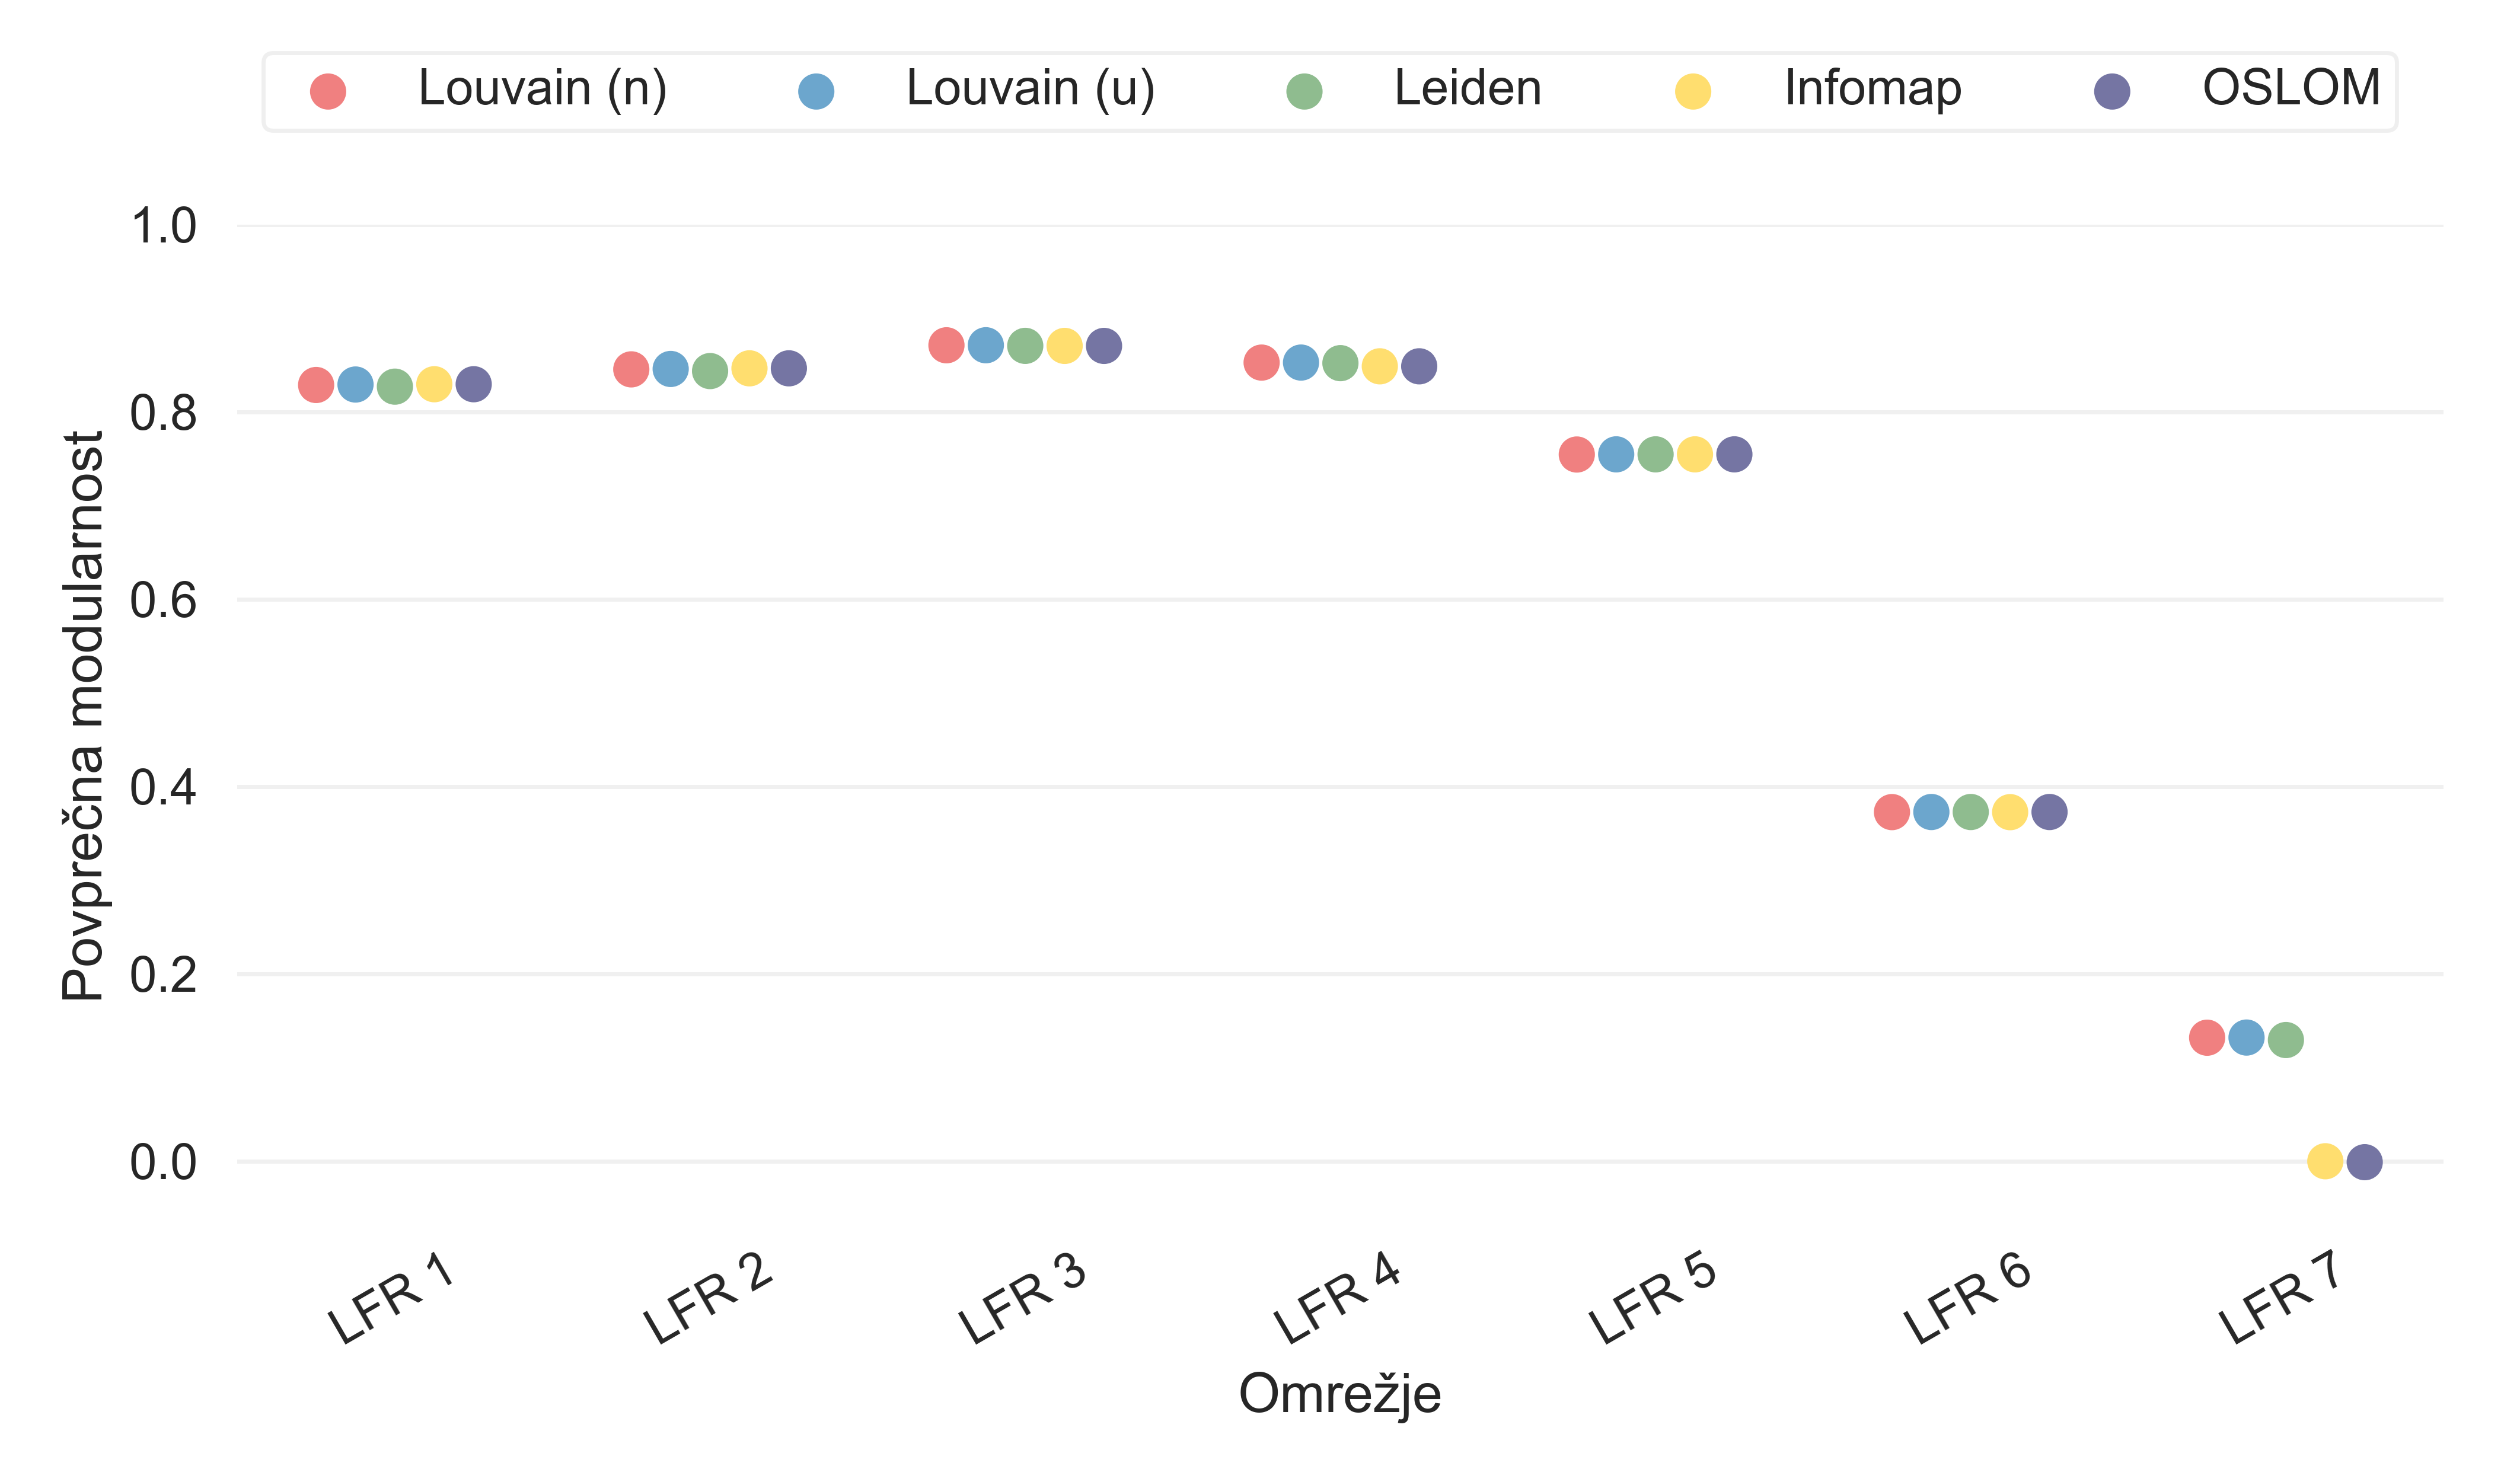 Louvain (n) Louvain (u) Leiden Infomap OSLOM
1.0
0.8
0.6
0.4
0.2
0.0
Povprečna modularnost
LFR 1 LFR 2 LFR 3 LFR 4 LFR 5 LFR 6 LFR 7
Omrežje